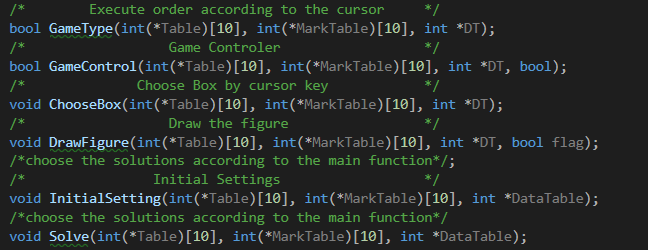 /*        Execute order according to the cursor     */
bool GameType(int(*Table)[10], int(*MarkTable)[10], int *DT);
/*                  Game Controler                  */
bool GameControl(int(*Table)[10], int(*MarkTable)[10], int *DT, bool);
/*              Choose Box by cursor key            */
void ChooseBox(int(*Table)[10], int(*MarkTable)[10], int *DT);
/*                  Draw the figure                 */
void DrawFigure(int(*Table)[10], int(*MarkTable)[10], int *DT, bool flag);
/*choose the solutions according to the main function*/;
/*                Initial Settings                  */
void InitialSetting(int(*Table)[10], int(*MarkTable)[10], int *DataTable);
/*choose the solutions according to the main function*/
void Solve(int(*Table)[10], int(*MarkTable)[10], int *DataTable);